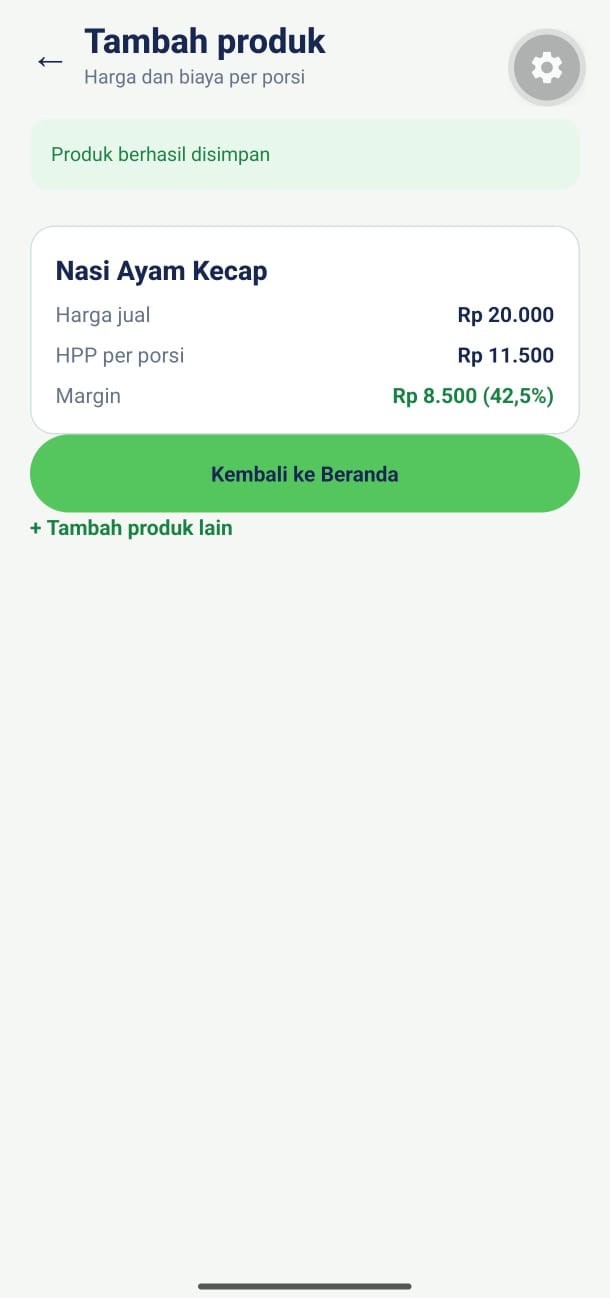 Tambah produk
Harga dan biaya per porsi
Produk berhasil disimpan
Nasi Ayam Kecap
Harga jual Rp 20.000
HPP per porsi Rp 11.500
Margin Rp 8.500 (42,5%)
Kembali ke Beranda
+ Tambah produk lain